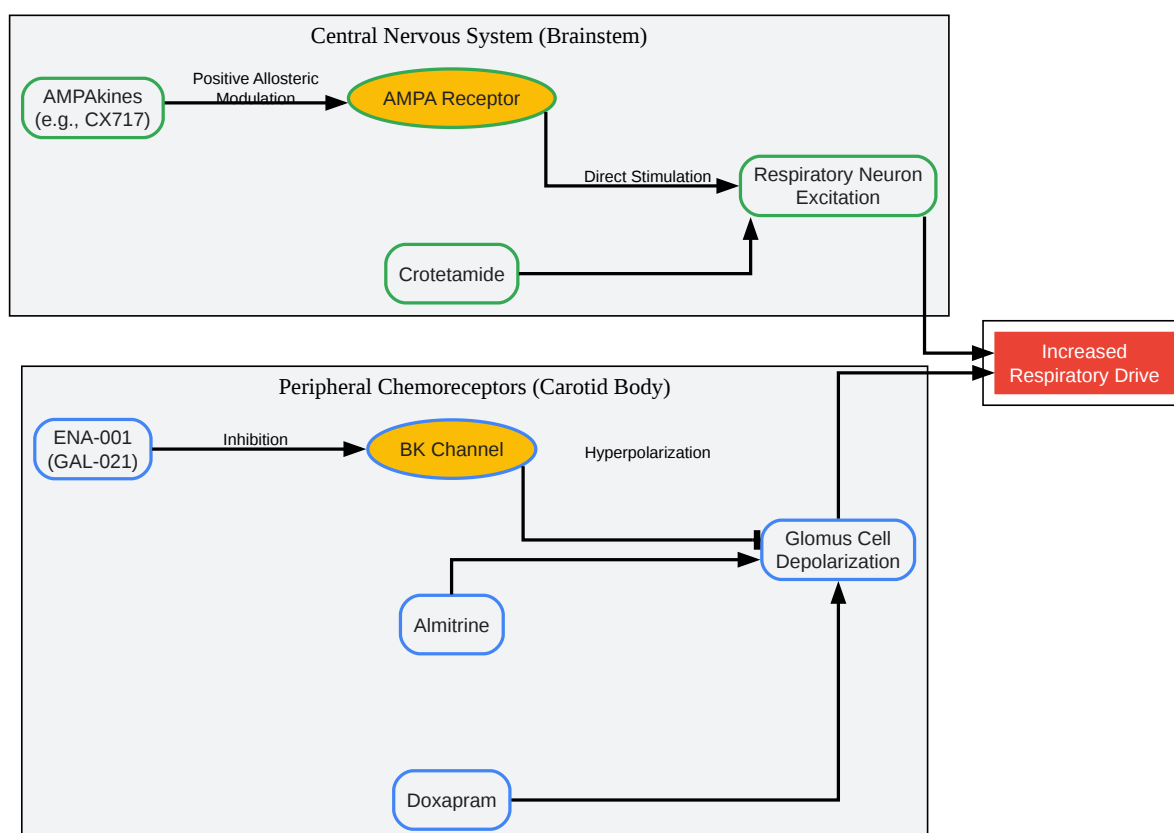 Central Nervous System (Brainstem)
AMPAkines
(e.g., CX717)
Positive Allosteric
Modulation
AMPA Receptor
Direct Stimulation
Respiratory Neuron
Excitation
Crotetamide
Increased
Respiratory Drive
Peripheral Chemoreceptors (Carotid Body)
ENA-001
(GAL-021)
Inhibition
BK Channel
Hyperpolarization
Glomus Cell
Depolarization
Almitrine
Doxapram